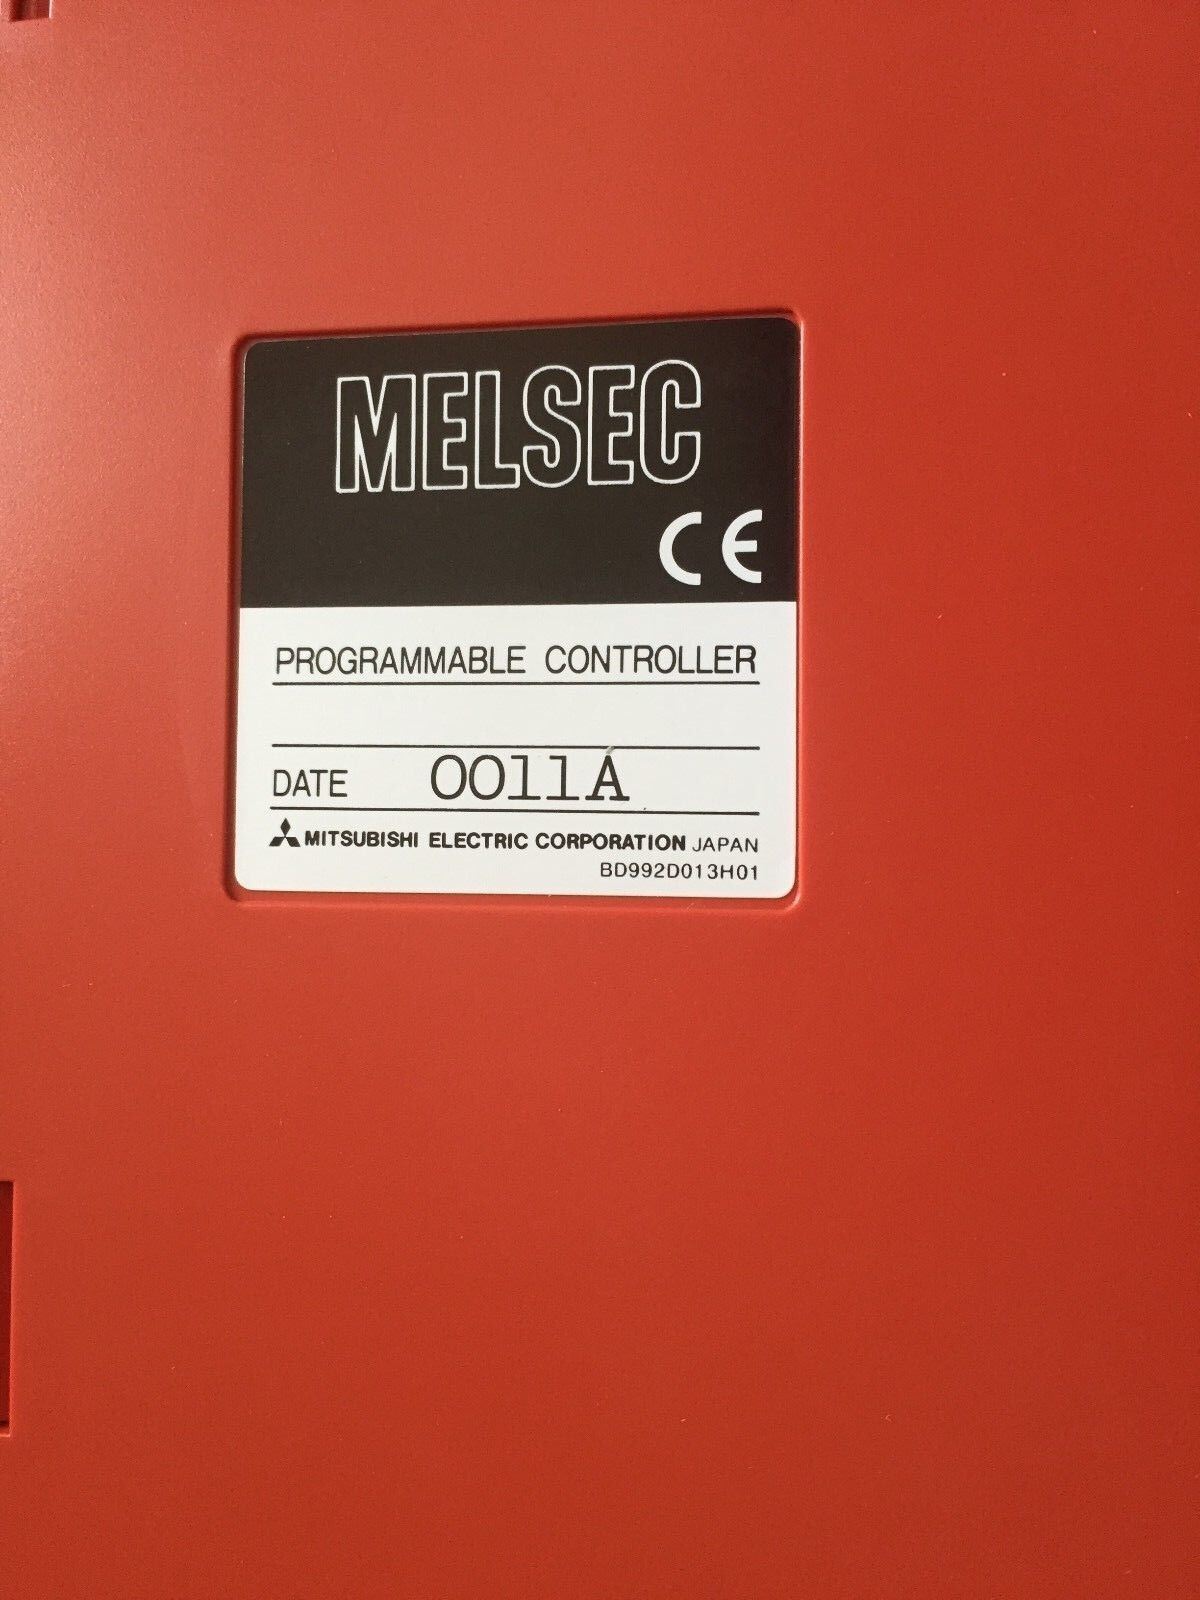 MELSEC
CE
PROGRAMMABLE CONTROLLER
DATE 0011A
MITSUBISHI ELECTRIC CORPORATION JAPAN
BD992D013H01